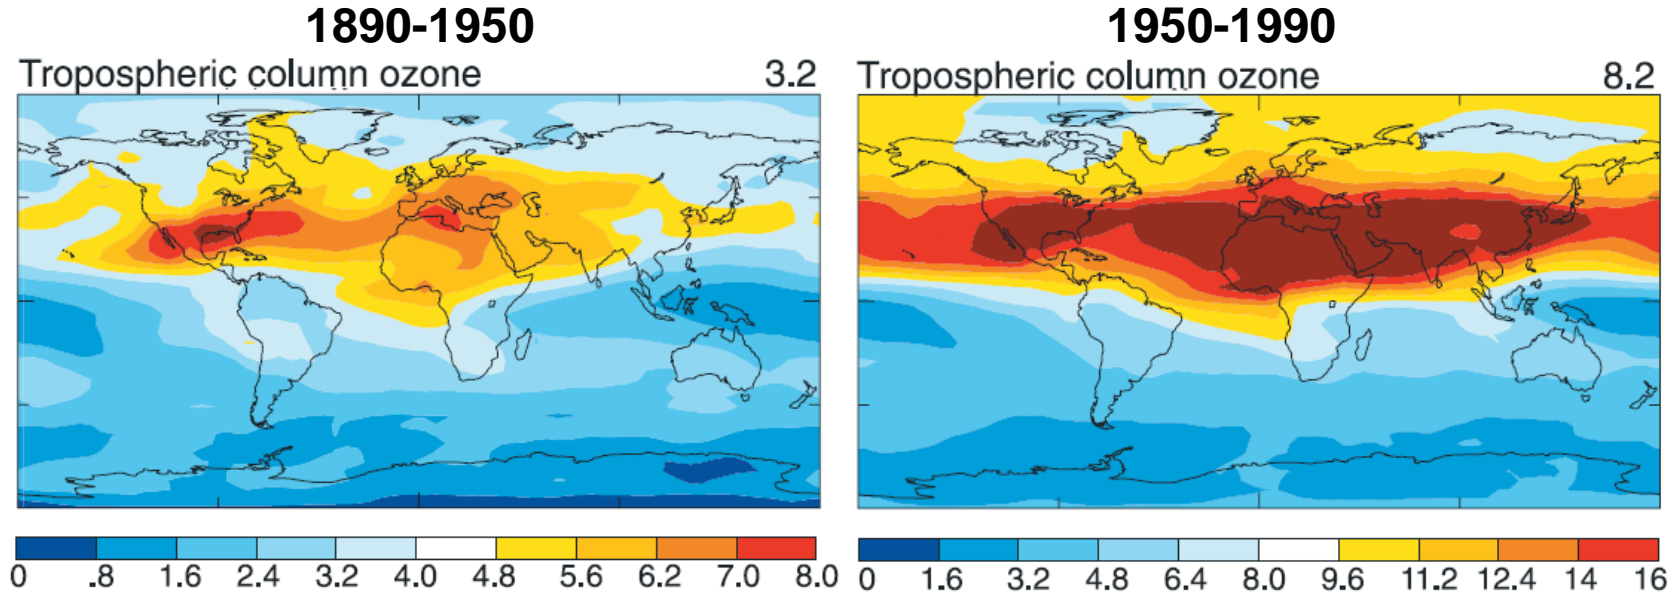 1890-1950
Tropospheric column ozone 3.2
0 .8 1.6 2.4 3.2 4.0 4.8 5.6 6.2 7.0 8.0
1950-1990
Tropospheric column ozone 8.2
0 1.6 3.2 4.8 6.4 8.0 9.6 11.2 12.4 14 16